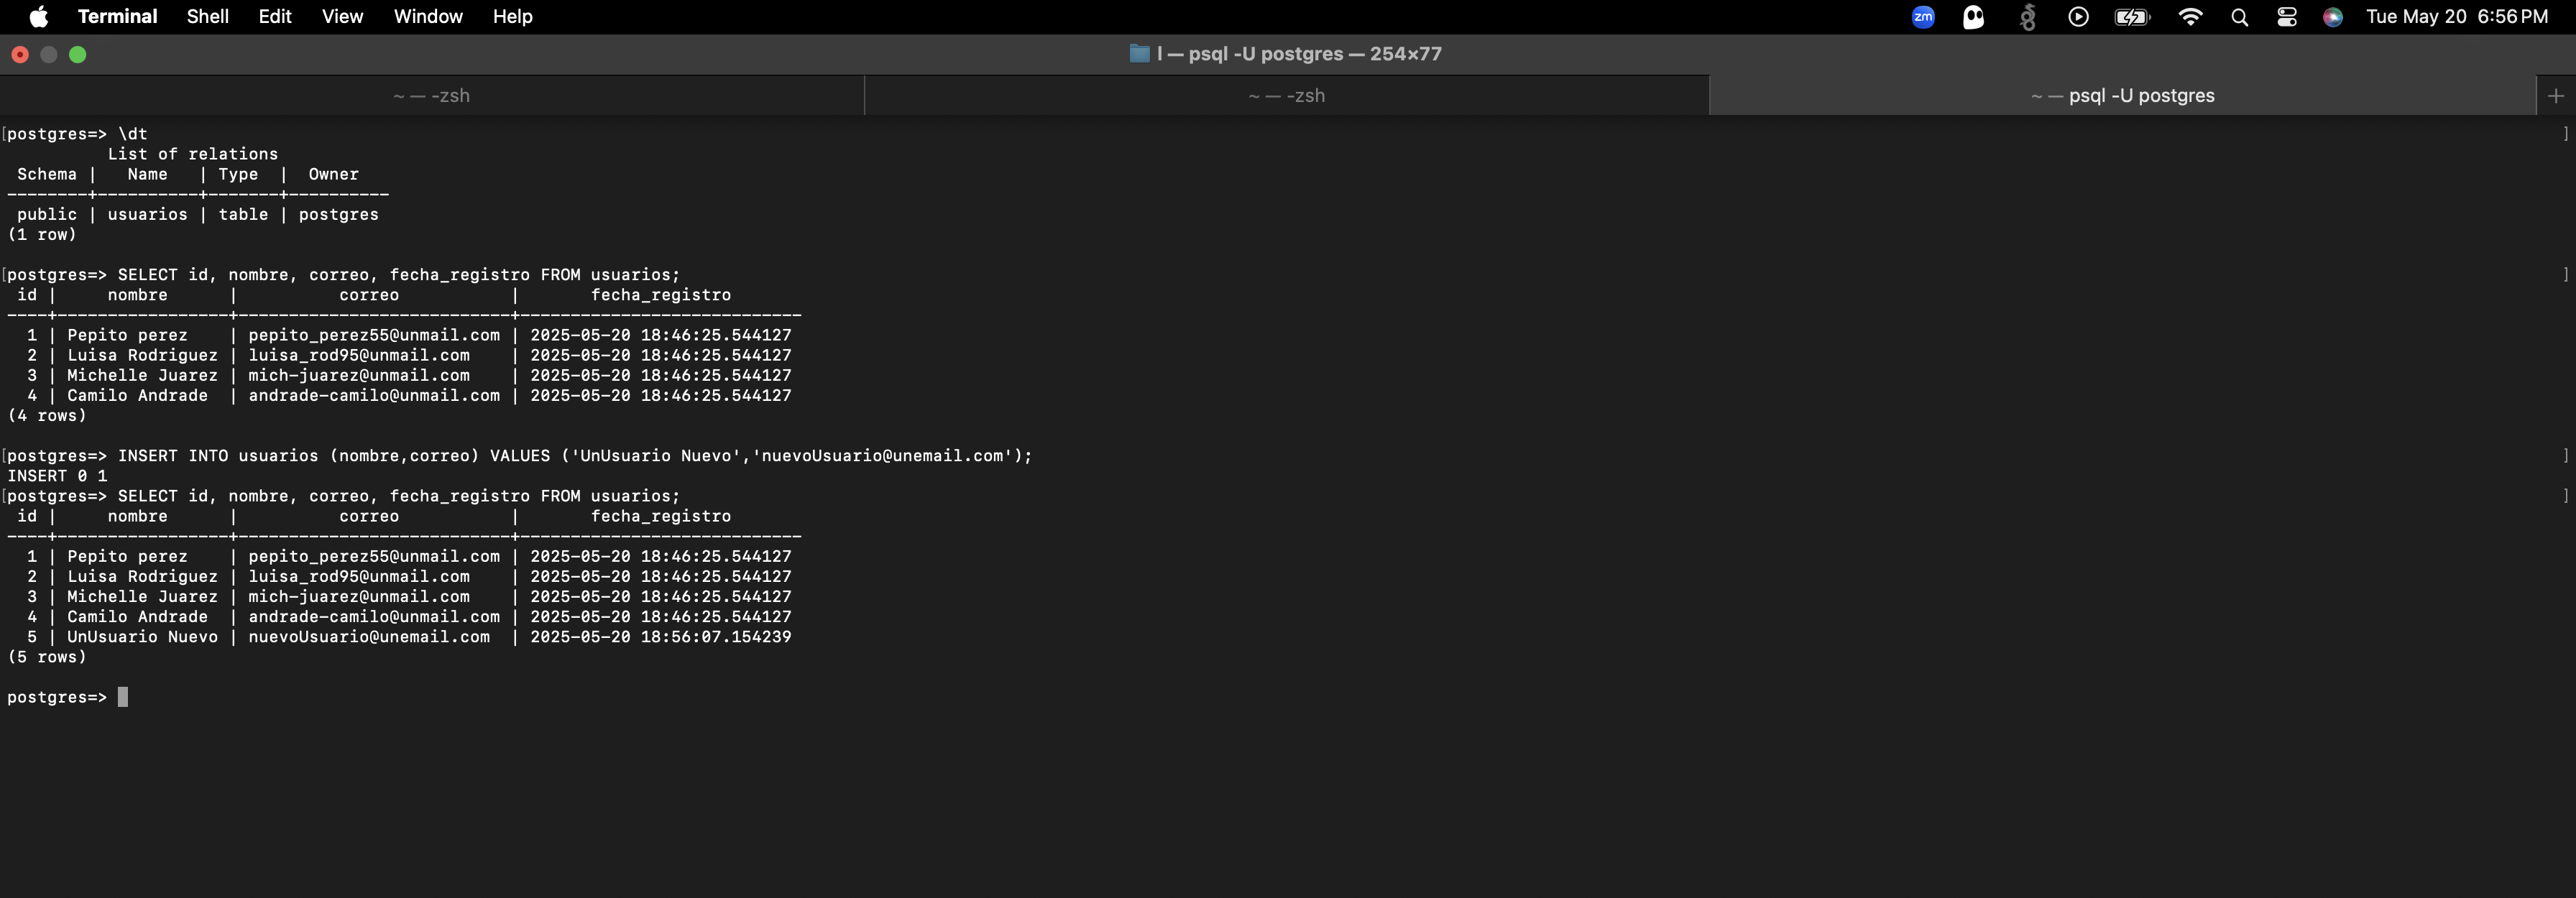 Terminal Shell Edit View Window Help zm Tue May 20 6:56 PM
l — psql -U postgres — 254×77
~ — -zsh ~ — -zsh ~ — psql -U postgres +
[postgres=> \dt ]
List of relations
Schema | Name | Type | Owner
--------+----------+-------+----------
public | usuarios | table | postgres
(1 row)
[postgres=> SELECT id, nombre, correo, fecha_registro FROM usuarios; ]
id | nombre | correo | fecha_registro
----+-----------------+---------------------------+----------------------------
1 | Pepito perez | pepito_perez55@unmail.com | 2025-05-20 18:46:25.544127
2 | Luisa Rodriguez | luisa_rod95@unmail.com | 2025-05-20 18:46:25.544127
3 | Michelle Juarez | mich-juarez@unmail.com | 2025-05-20 18:46:25.544127
4 | Camilo Andrade | andrade-camilo@unmail.com | 2025-05-20 18:46:25.544127
(4 rows)
[postgres=> INSERT INTO usuarios (nombre,correo) VALUES ('UnUsuario Nuevo','nuevoUsuario@unemail.com'); ]
INSERT 0 1
[postgres=> SELECT id, nombre, correo, fecha_registro FROM usuarios; ]
id | nombre | correo | fecha_registro
----+-----------------+---------------------------+----------------------------
1 | Pepito perez | pepito_perez55@unmail.com | 2025-05-20 18:46:25.544127
2 | Luisa Rodriguez | luisa_rod95@unmail.com | 2025-05-20 18:46:25.544127
3 | Michelle Juarez | mich-juarez@unmail.com | 2025-05-20 18:46:25.544127
4 | Camilo Andrade | andrade-camilo@unmail.com | 2025-05-20 18:46:25.544127
5 | UnUsuario Nuevo | nuevoUsuario@unemail.com | 2025-05-20 18:56:07.154239
(5 rows)
postgres=>